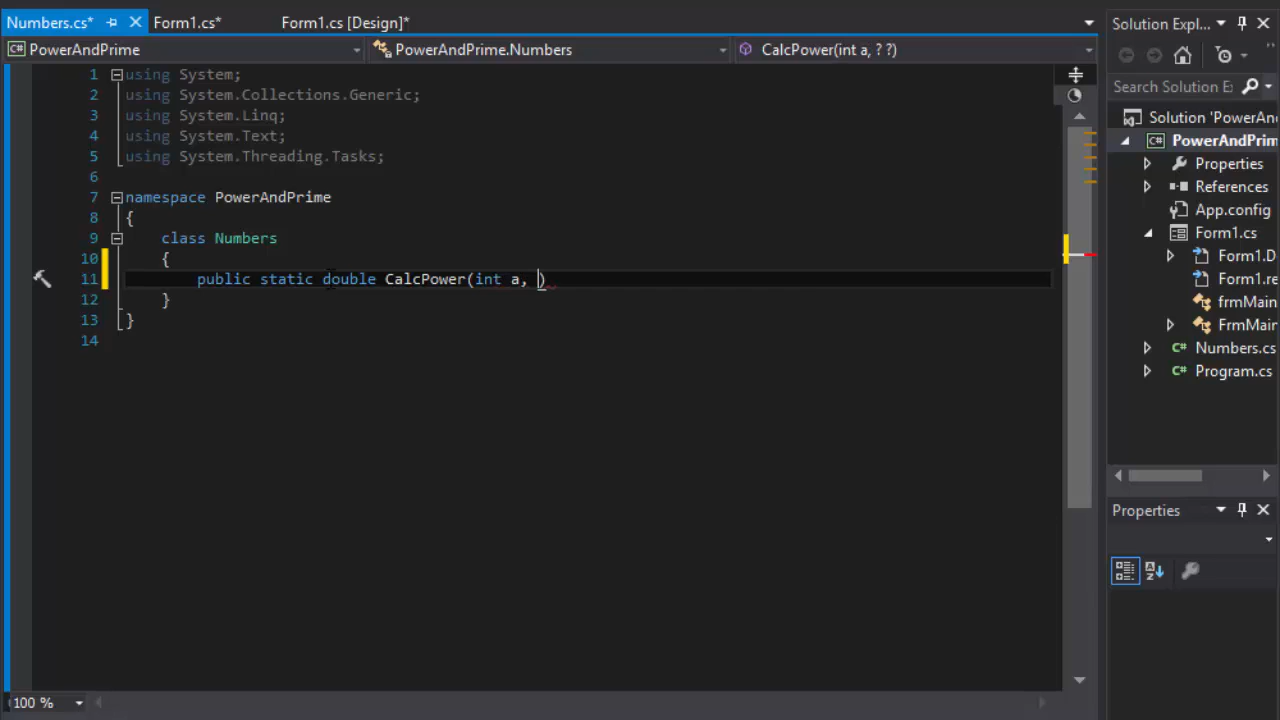 Numbers.cs*
Form1.cs*
Form1.cs [Design]*
PowerAndPrime
PowerAndPrime.Numbers
CalcPower(int a, ? ?)
1 using System;
2 using System.Collections.Generic;
3 using System.Linq;
4 using System.Text;
5 using System.Threading.Tasks;
6
7 namespace PowerAndPrime
8 {
9 class Numbers
10 {
11 public static double CalcPower(int a, )
12 }
13 }
14
100 %
Solution Expl...
Search Solution E
Solution 'PowerAn
PowerAndPrim
Properties
References
App.config
Form1.cs
Form1.D
Form1.re
frmMain
FrmMain
Numbers.cs
Program.cs
Properties